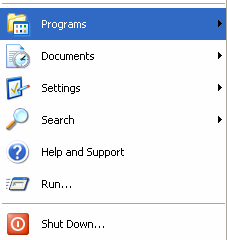 Programs
Documents
Settings
Search
Help and Support
Run...
Shut Down...